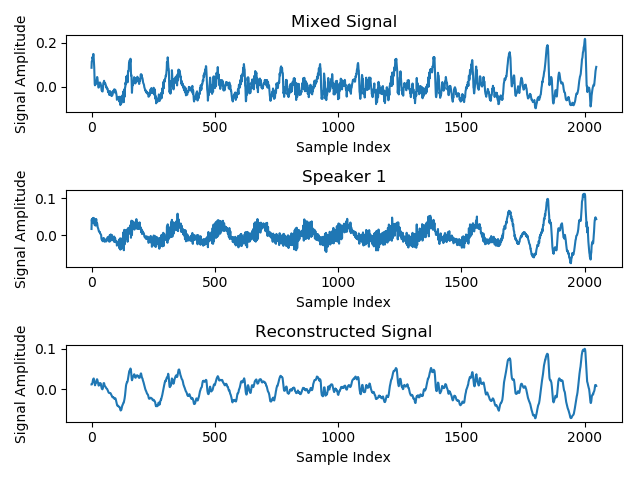 Mixed Signal
Signal Amplitude
0.2
0.0
0 500 1000 1500 2000
Sample Index
Speaker 1
Signal Amplitude
0.1
0.0
0 500 1000 1500 2000
Sample Index
Reconstructed Signal
Signal Amplitude
0.1
0.0
0 500 1000 1500 2000
Sample Index